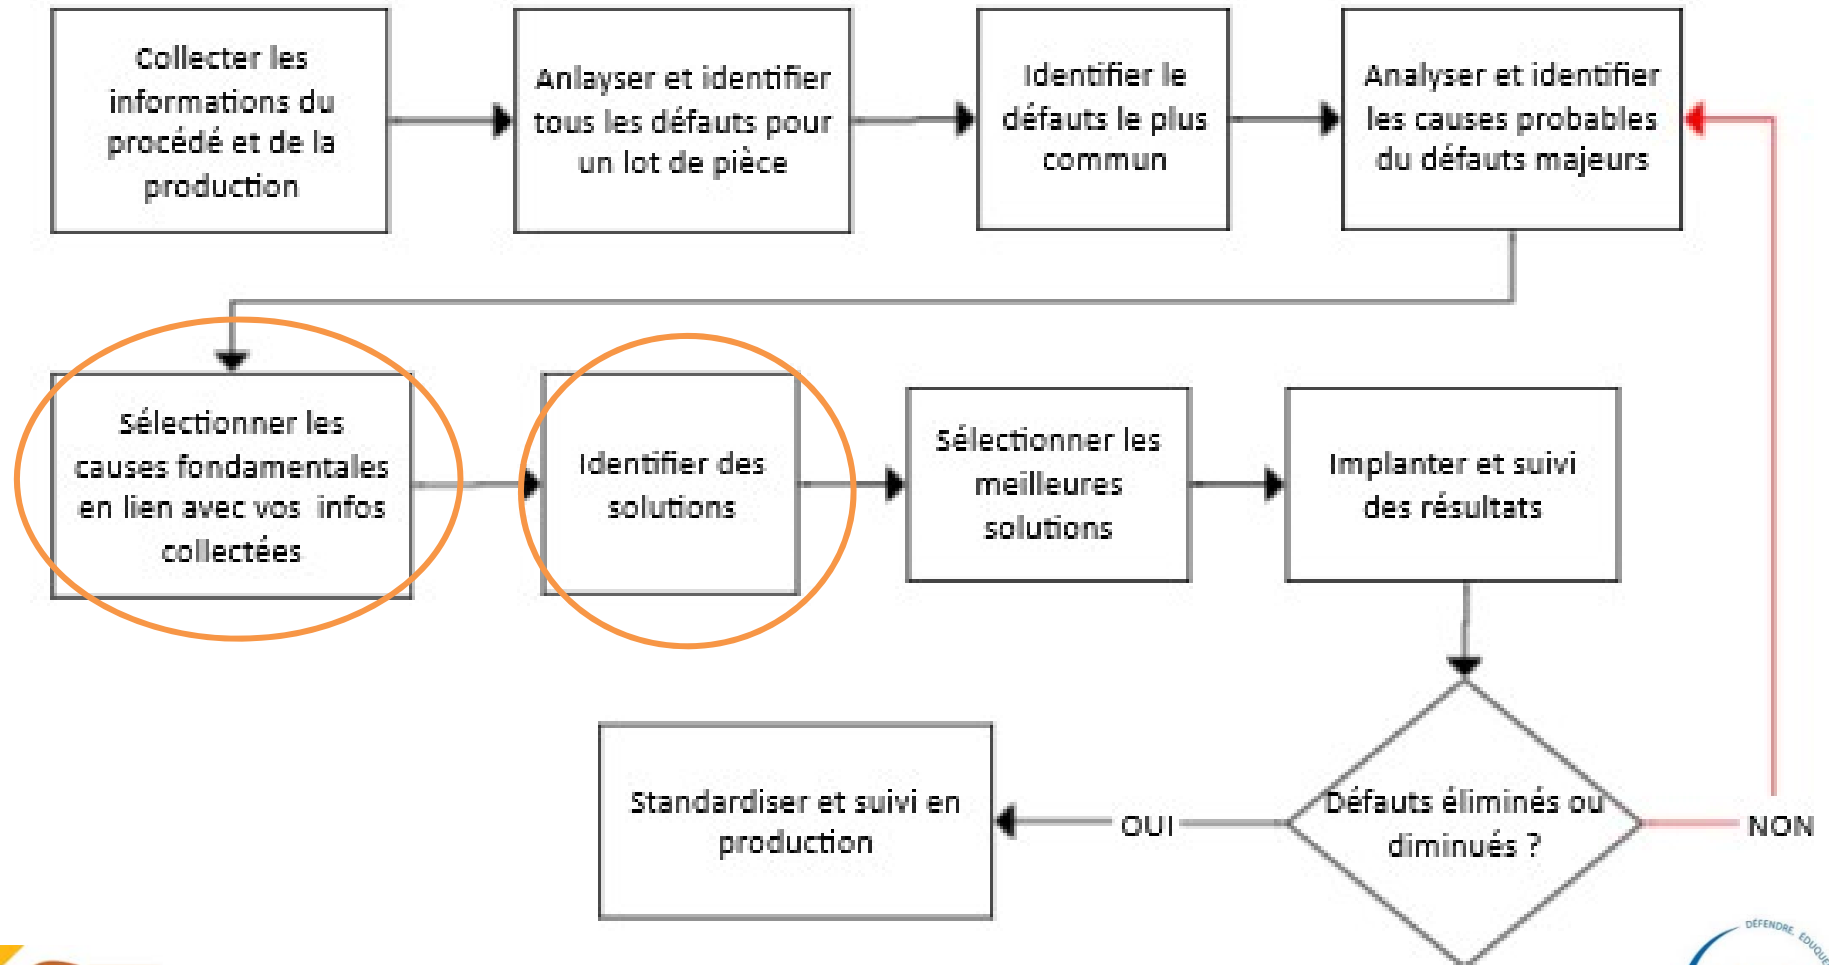 Collecter les
informations du
procédé et de la
production
Anlayser et identifier
tous les défauts pour
un lot de pièce
Identifier le
défauts le plus
commun
Analyser et identifier
les causes probables
du défauts majeurs
Sélectionner les
causes fondamentales
en lien avec vos infos
collectées
Identifier des
solutions
Sélectionner les
meilleures
solutions
Implanter et suivi
des résultats
Défauts éliminés ou
diminués ?
NON
OUI
Standardiser et suivi en
production
DÉFENDRE,